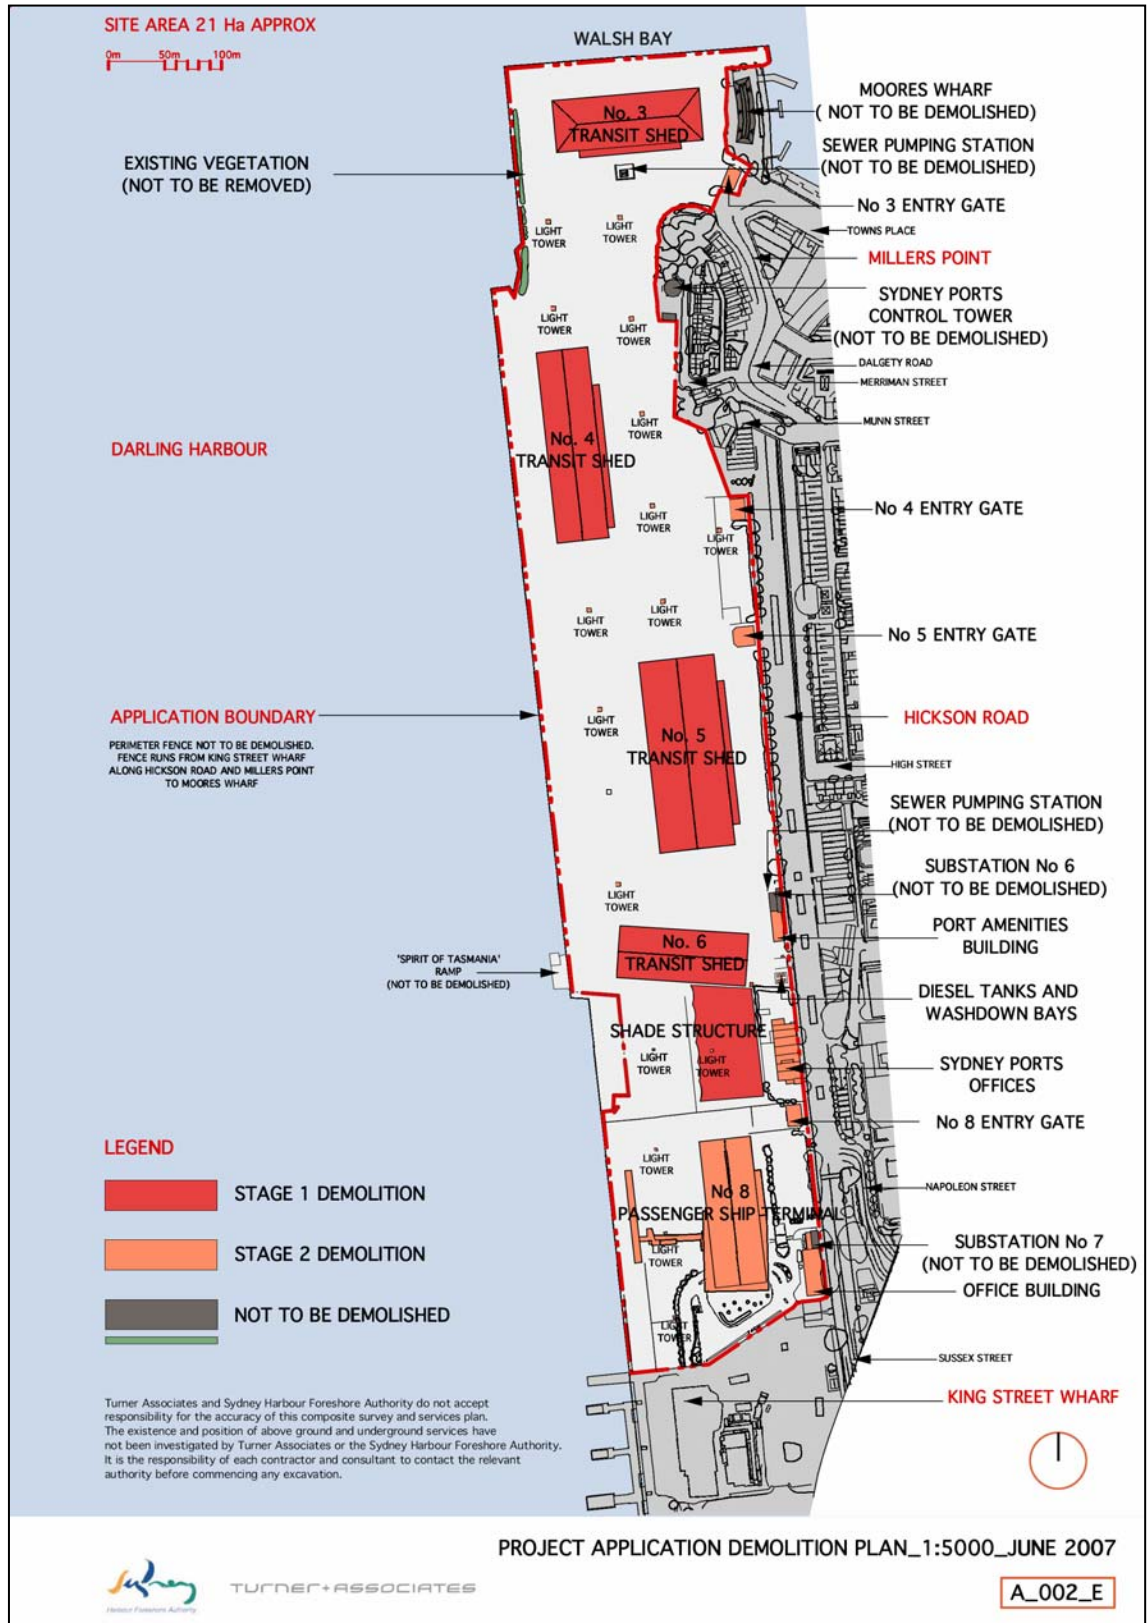 SITE AREA 21 Ha APPROX
0m 50m 100m
WALSH BAY
No. 3
TRANSIT SHED
MOORES WHARF
( NOT TO BE DEMOLISHED)
SEWER PUMPING STATION
(NOT TO BE DEMOLISHED)
EXISTING VEGETATION
(NOT TO BE REMOVED)
No 3 ENTRY GATE
LIGHT
TOWER
LIGHT
TOWER
TOWNS PLACE
MILLERS POINT
SYDNEY PORTS
CONTROL TOWER
(NOT TO BE DEMOLISHED)
LIGHT
TOWER
LIGHT
TOWER
DALGETY ROAD
MERRIMAN STREET
MUNN STREET
LIGHT
TOWER
DARLING HARBOUR
No. 4
TRANSIT SHED
No 4 ENTRY GATE
LIGHT
TOWER
LIGHT
TOWER
LIGHT
TOWER
LIGHT
TOWER
No 5 ENTRY GATE
APPLICATION BOUNDARY
PERIMETER FENCE NOT TO BE DEMOLISHED.
FENCE RUNS FROM KING STREET WHARF
ALONG HICKSON ROAD AND MILLERS POINT
TO MOORES WHARF
LIGHT
TOWER
No. 5
TRANSIT SHED
HICKSON ROAD
HIGH STREET
SEWER PUMPING STATION
(NOT TO BE DEMOLISHED)
SUBSTATION No 6
(NOT TO BE DEMOLISHED)
LIGHT
TOWER
PORT AMENITIES
BUILDING
No. 6
TRANSIT SHED
'SPIRIT OF TASMANIA'
RAMP
(NOT TO BE DEMOLISHED)
DIESEL TANKS AND
WASHDOWN BAYS
SHADE STRUCTURE
LIGHT
TOWER
LIGHT
TOWER
SYDNEY PORTS
OFFICES
No 8 ENTRY GATE
LEGEND
STAGE 1 DEMOLITION
STAGE 2 DEMOLITION
NOT TO BE DEMOLISHED
LIGHT
TOWER
No 8
PASSENGER SHIP TERMINAL
NAPOLEON STREET
LIGHT
TOWER
SUBSTATION No 7
(NOT TO BE DEMOLISHED)
OFFICE BUILDING
LIGHT
TOWER
SUSSEX STREET
KING STREET WHARF
Turner Associates and Sydney Harbour Foreshore Authority do not accept
responsibility for the accuracy of this composite survey and services plan.
The existence and position of above ground and underground services have
not been investigated by Turner Associates or the Sydney Harbour Foreshore Authority.
It is the responsibility of each contractor and consultant to contact the relevant
authority before commencing any excavation.
PROJECT APPLICATION DEMOLITION PLAN_1:5000_JUNE 2007
Sydney
Harbour Foreshore Authority
TURNER+ASSOCIATES
A_002_E